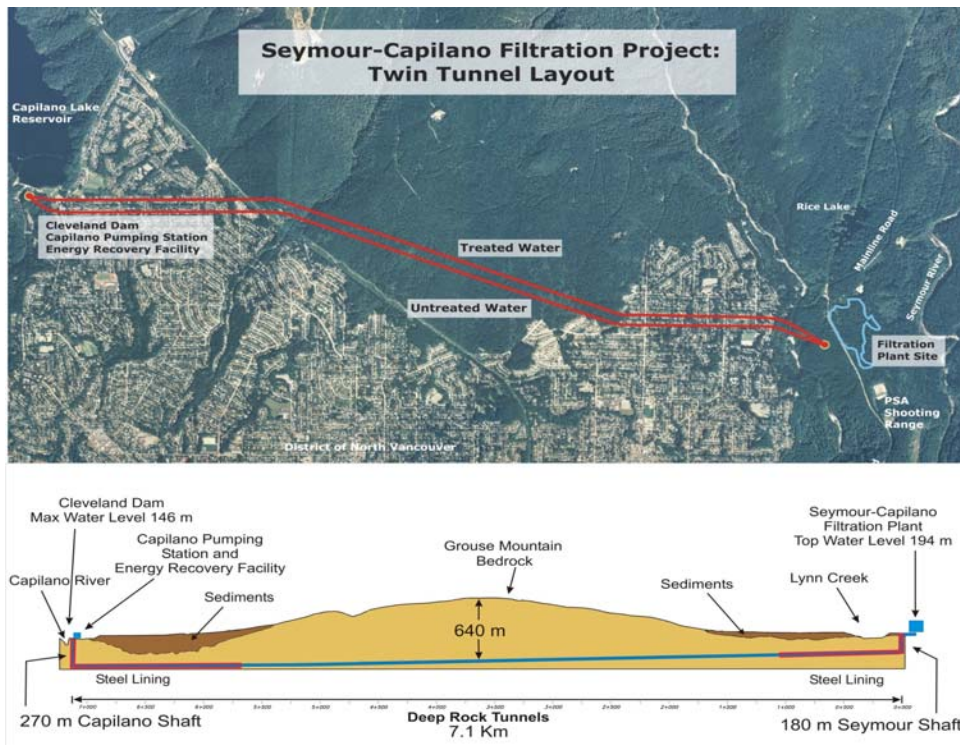 Seymour-Capilano Filtration Project:
Twin Tunnel Layout
Capilano Lake
Reservoir
Cleveland Dam
Capilano Pumping Station
Energy Recovery Facility
Treated Water
Untreated Water
Rice Lake
Mainline Road
Seymour River
Filtration
Plant Site
PSA
Shooting
Range
District of North Vancouver
Cleveland Dam
Max Water Level 146 m
Capilano Pumping
Station and
Energy Recovery Facility
Capilano River
Sediments
Grouse Mountain
Bedrock
640 m
Seymour-Capilano
Filtration Plant
Top Water Level 194 m
Sediments
Lynn Creek
Steel Lining
Steel Lining
270 m Capilano Shaft
Deep Rock Tunnels
7.1 Km
180 m Seymour Shaft